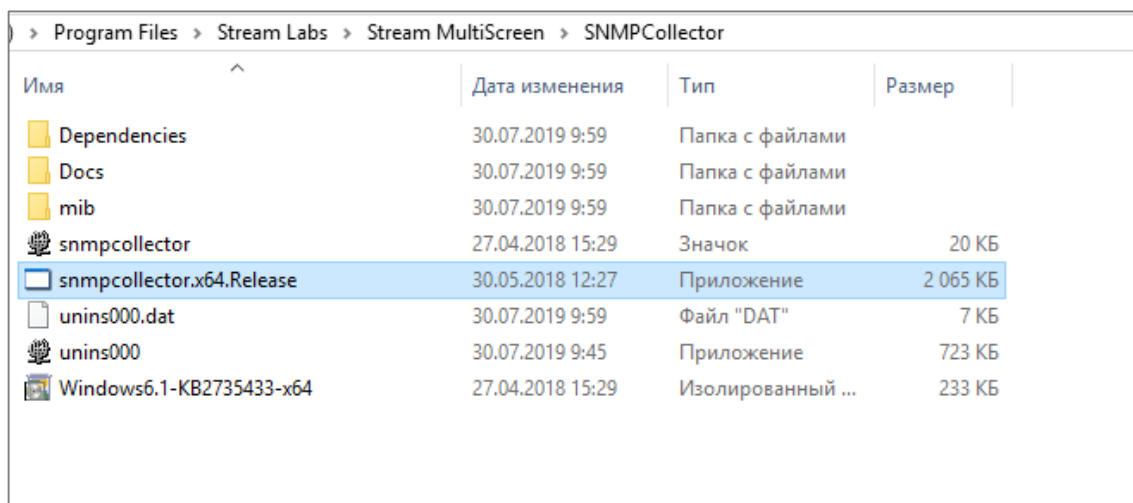 ) > Program Files > Stream Labs > Stream MultiScreen > SNMPCollector
Имя Дата изменения Тип Размер
Dependencies 30.07.2019 9:59 Папка с файлами
Docs 30.07.2019 9:59 Папка с файлами
mib 30.07.2019 9:59 Папка с файлами
snmpcollector 27.04.2018 15:29 Значок 20 КБ
snmpcollector.x64.Release 30.05.2018 12:27 Приложение 2 065 КБ
unins000.dat 30.07.2019 9:59 Файл "DAT" 7 КБ
unins000 30.07.2019 9:45 Приложение 723 КБ
Windows6.1-KB2735433-x64 27.04.2018 15:29 Изолированный ... 233 КБ